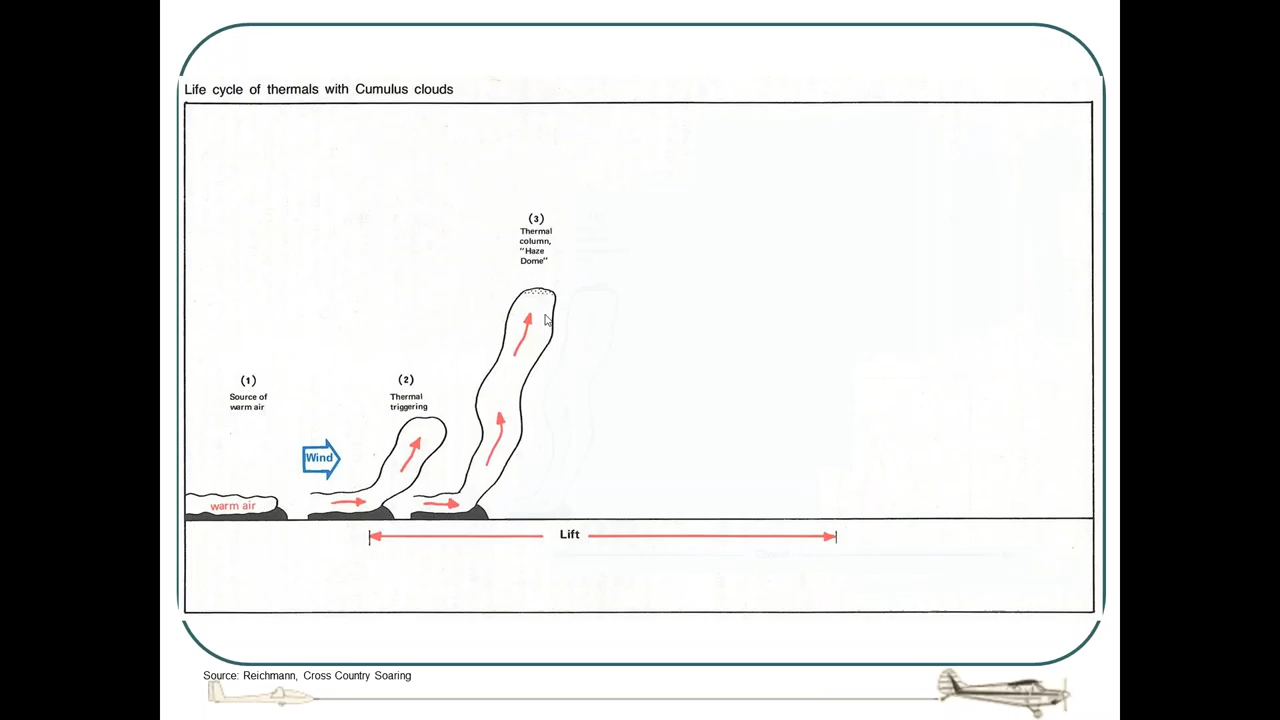 Life cycle of thermals with Cumulus clouds
(3)
Thermal
column,
"Haze
Dome"
(1)
Source of
warm air
(2)
Thermal
triggering
Wind
warm air
Lift
Source: Reichmann, Cross Country Soaring